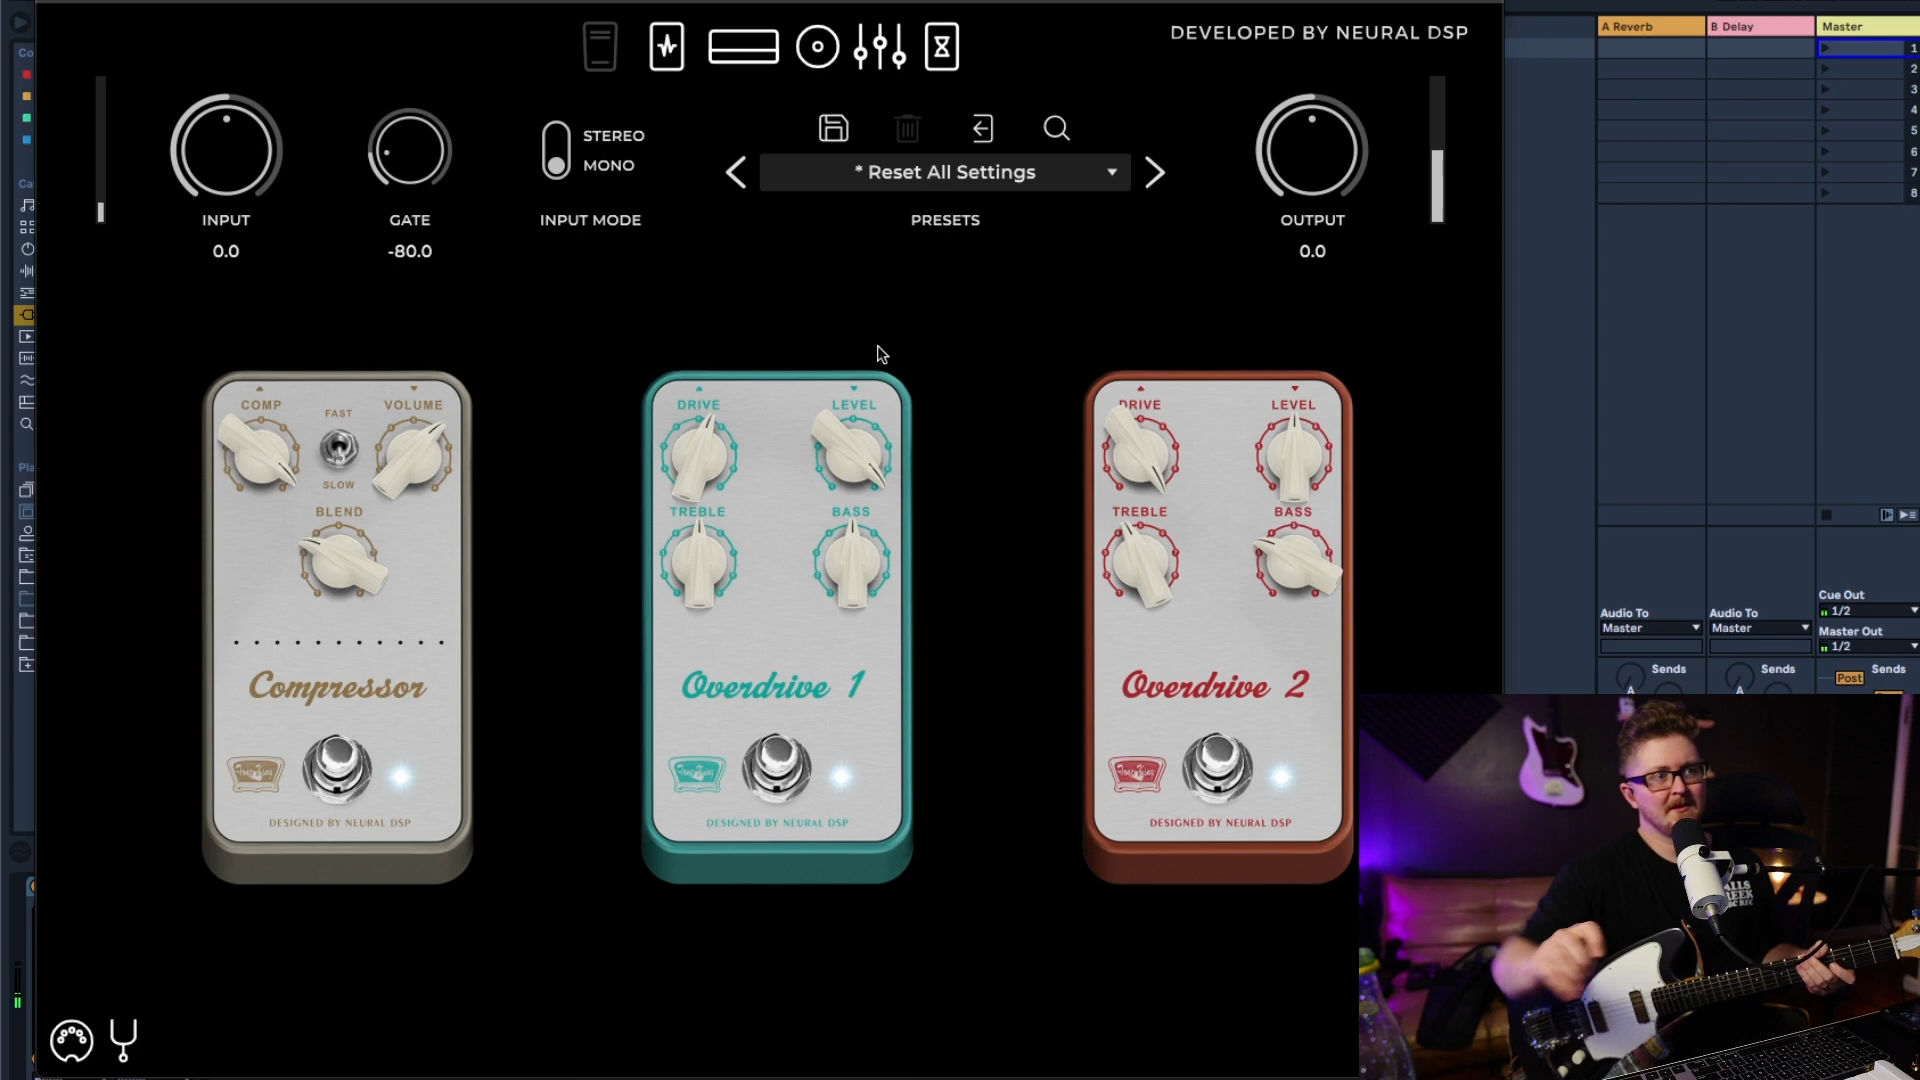 DEVELOPED BY NEURAL DSP
A Reverb
B Delay
Master
1
2
3
4
5
6
7
8
STEREO
MONO
* Reset All Settings
INPUT
GATE
INPUT MODE
PRESETS
OUTPUT
0.0
-80.0
0.0
COMP
FAST
VOLUME
SLOW
BLEND
Compressor
DESIGNED BY NEURAL DSP
DRIVE
LEVEL
TREBLE
BASS
Overdrive 1
DESIGNED BY NEURAL DSP
DRIVE
LEVEL
TREBLE
BASS
Overdrive 2
DESIGNED BY NEURAL DSP
Cue Out
1/2
Audio To
Audio To
Master
Master
Master Out
1/2
Sends
Sends
Sends
A
A
Post